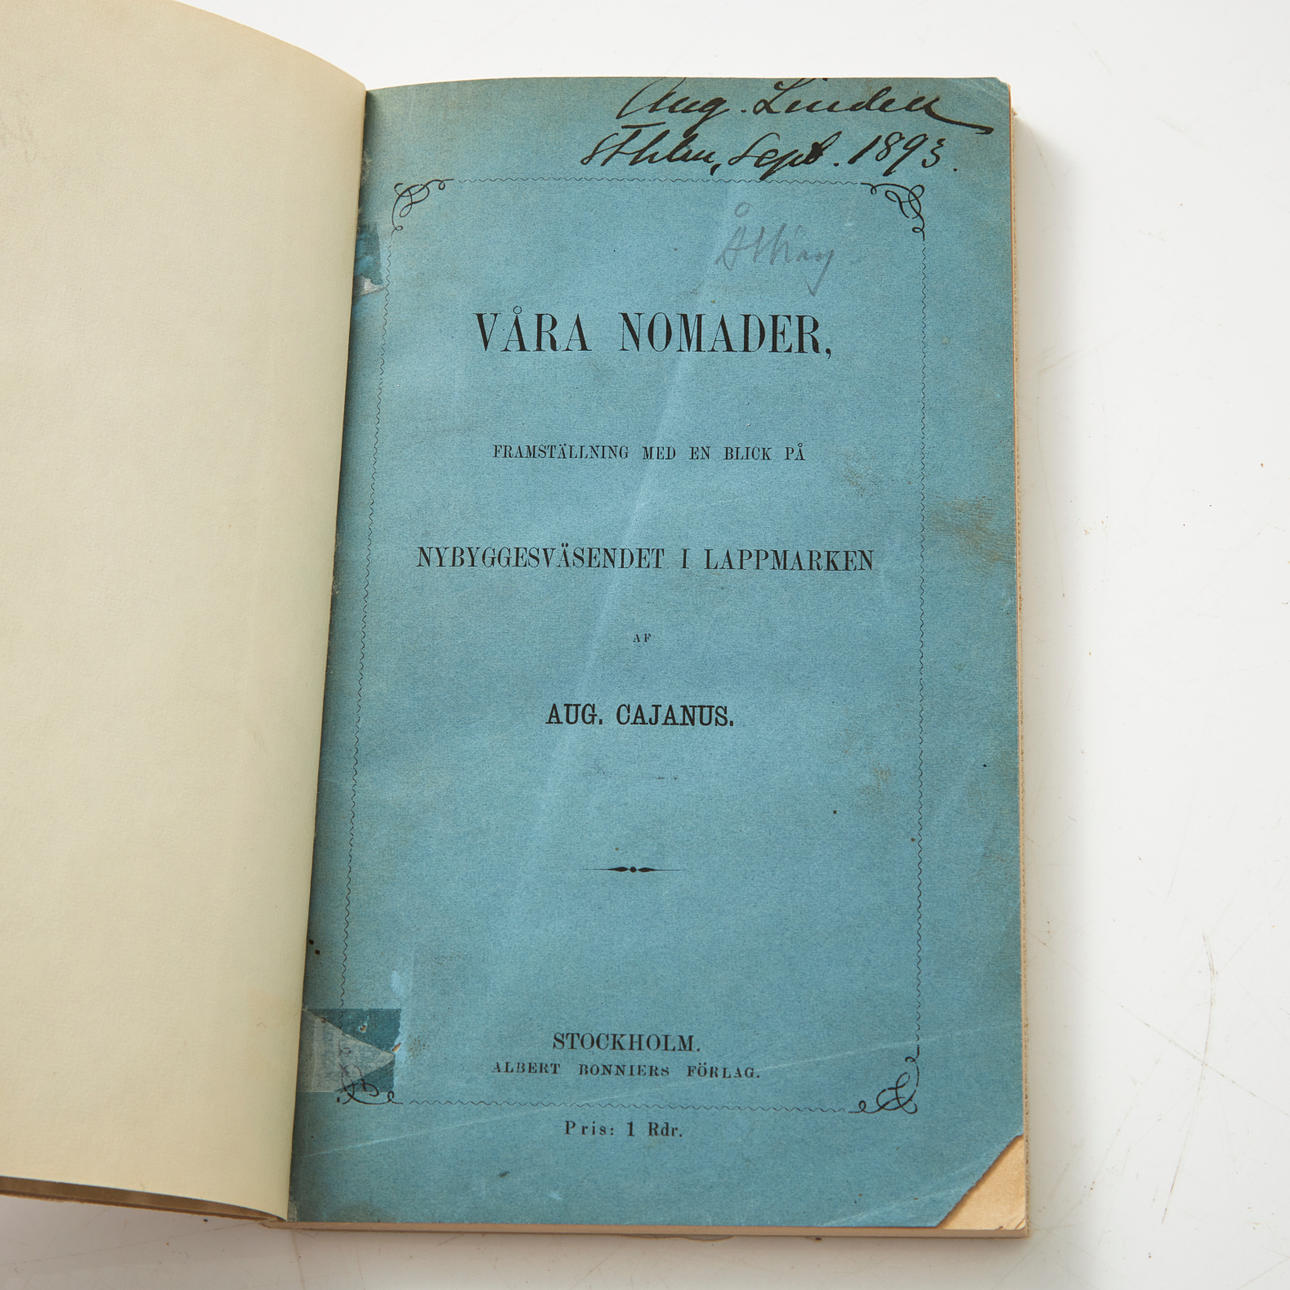 Aug. Lindell
Sthlm, Sept. 1893.
VÅRA NOMADER,
FRAMSTÄLLNING MED EN BLICK PÅ
NYBYGGESVÄSENDET I LAPPMARKEN
AF
AUG. CAJANUS.
STOCKHOLM.
ALBERT BONNIERS FÖRLAG.
Pris: 1 Rdr.